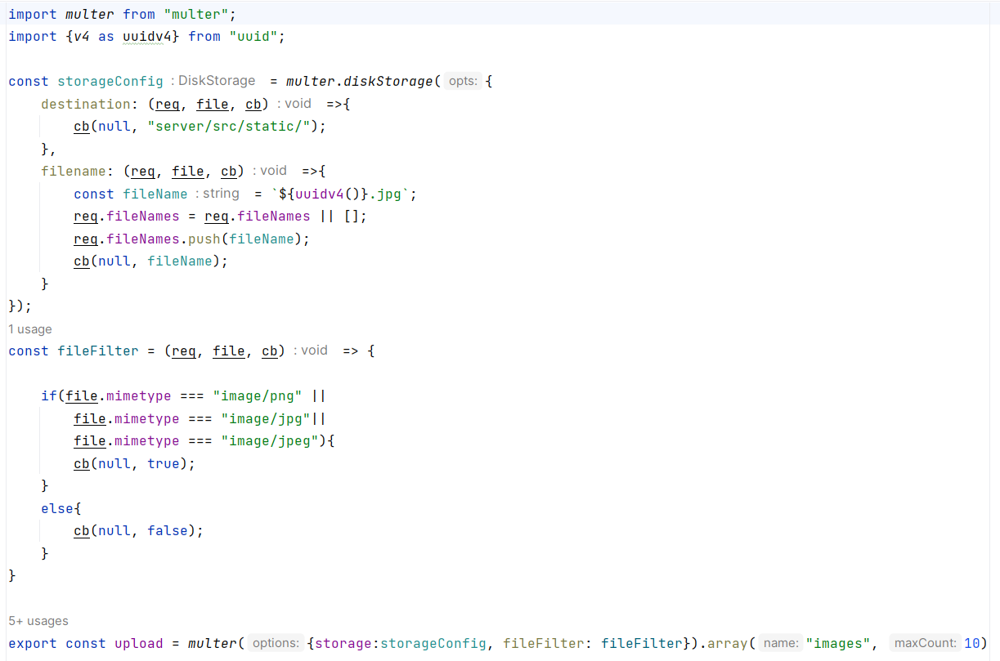 import multer from "multer";
import {v4 as uuidv4} from "uuid";

const storageConfig : DiskStorage = multer.diskStorage( opts: {
    destination: (req, file, cb) : void =>{
        cb(null, "server/src/static/");
    },
    filename: (req, file, cb) : void =>{
        const fileName : string = `${uuidv4()}.jpg`;
        req.fileNames = req.fileNames || [];
        req.fileNames.push(fileName);
        cb(null, fileName);
    }
});
1 usage
const fileFilter = (req, file, cb) : void => {

    if(file.mimetype === "image/png" ||
        file.mimetype === "image/jpg"||
        file.mimetype === "image/jpeg"){
        cb(null, true);
    }
    else{
        cb(null, false);
    }
}

5+ usages
export const upload = multer( options: {storage:storageConfig, fileFilter: fileFilter}).array( name: "images", maxCount: 10)